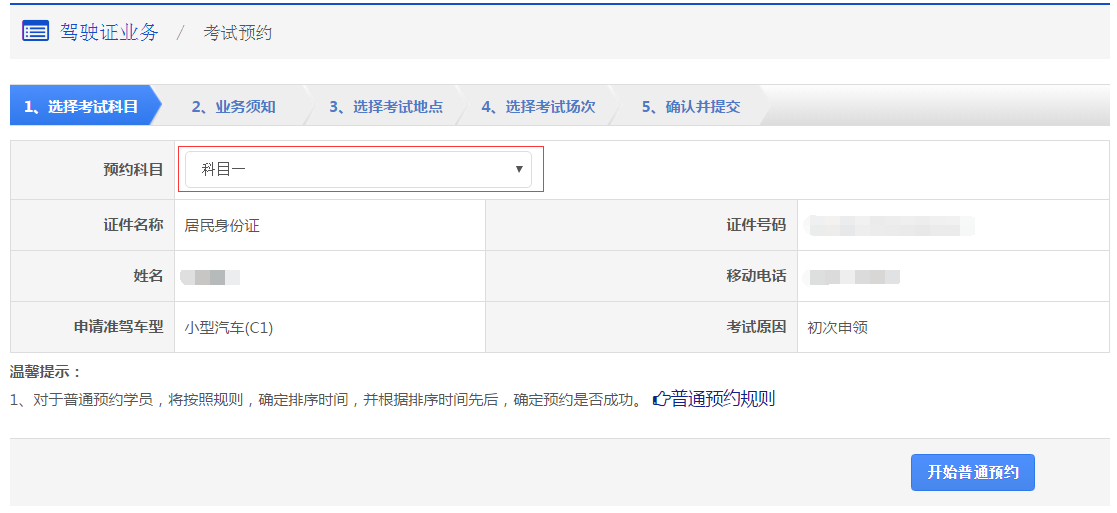 驾驶证业务 / 考试预约
1、选择考试科目 2、业务须知 3、选择考试地点 4、选择考试场次 5、确认并提交
预约科目 科目一
证件名称 居民身份证 证件号码
姓名 移动电话
申请准驾车型 小型汽车(C1) 考试原因 初次申领
温馨提示：
1、对于普通预约学员，将按照规则，确定排序时间，并根据排序时间先后，确定预约是否成功。 普通预约规则
开始普通预约